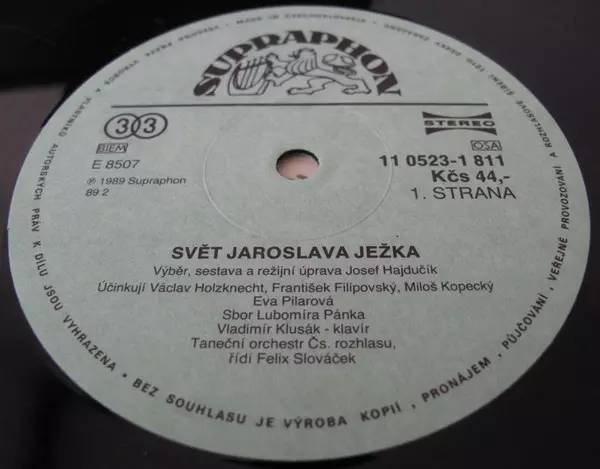 SUPRAPHON
33
BIEM
E 8507
℗ 1989 Supraphon
89 2
STEREO
OSA
11 0523-1 811
Kčs 44,-
1. STRANA
SVĚT JAROSLAVA JEŽKA
Výběr, sestava a režijní úprava Josef Hajdučík
Účinkují Václav Holzknecht, František Filipovský, Miloš Kopecký
Eva Pilarová
Sbor Lubomíra Pánka
Vladimír Klusák - klavír
Taneční orchestr Čs. rozhlasu,
řídí Felix Slováček
VÝROBCE A VLASTNÍKŮ AUTORSKÝCH PRÁV K DÍLU JSOU VYHRAZENA • BEZ SOUHLASU JE VÝROBA KOPIÍ, PRONÁJEM, PŮJČOVÁNÍ, VEŘEJNÉ PROVOZOVÁNÍ A ROZHLASOVÉ ŠÍŘENÍ